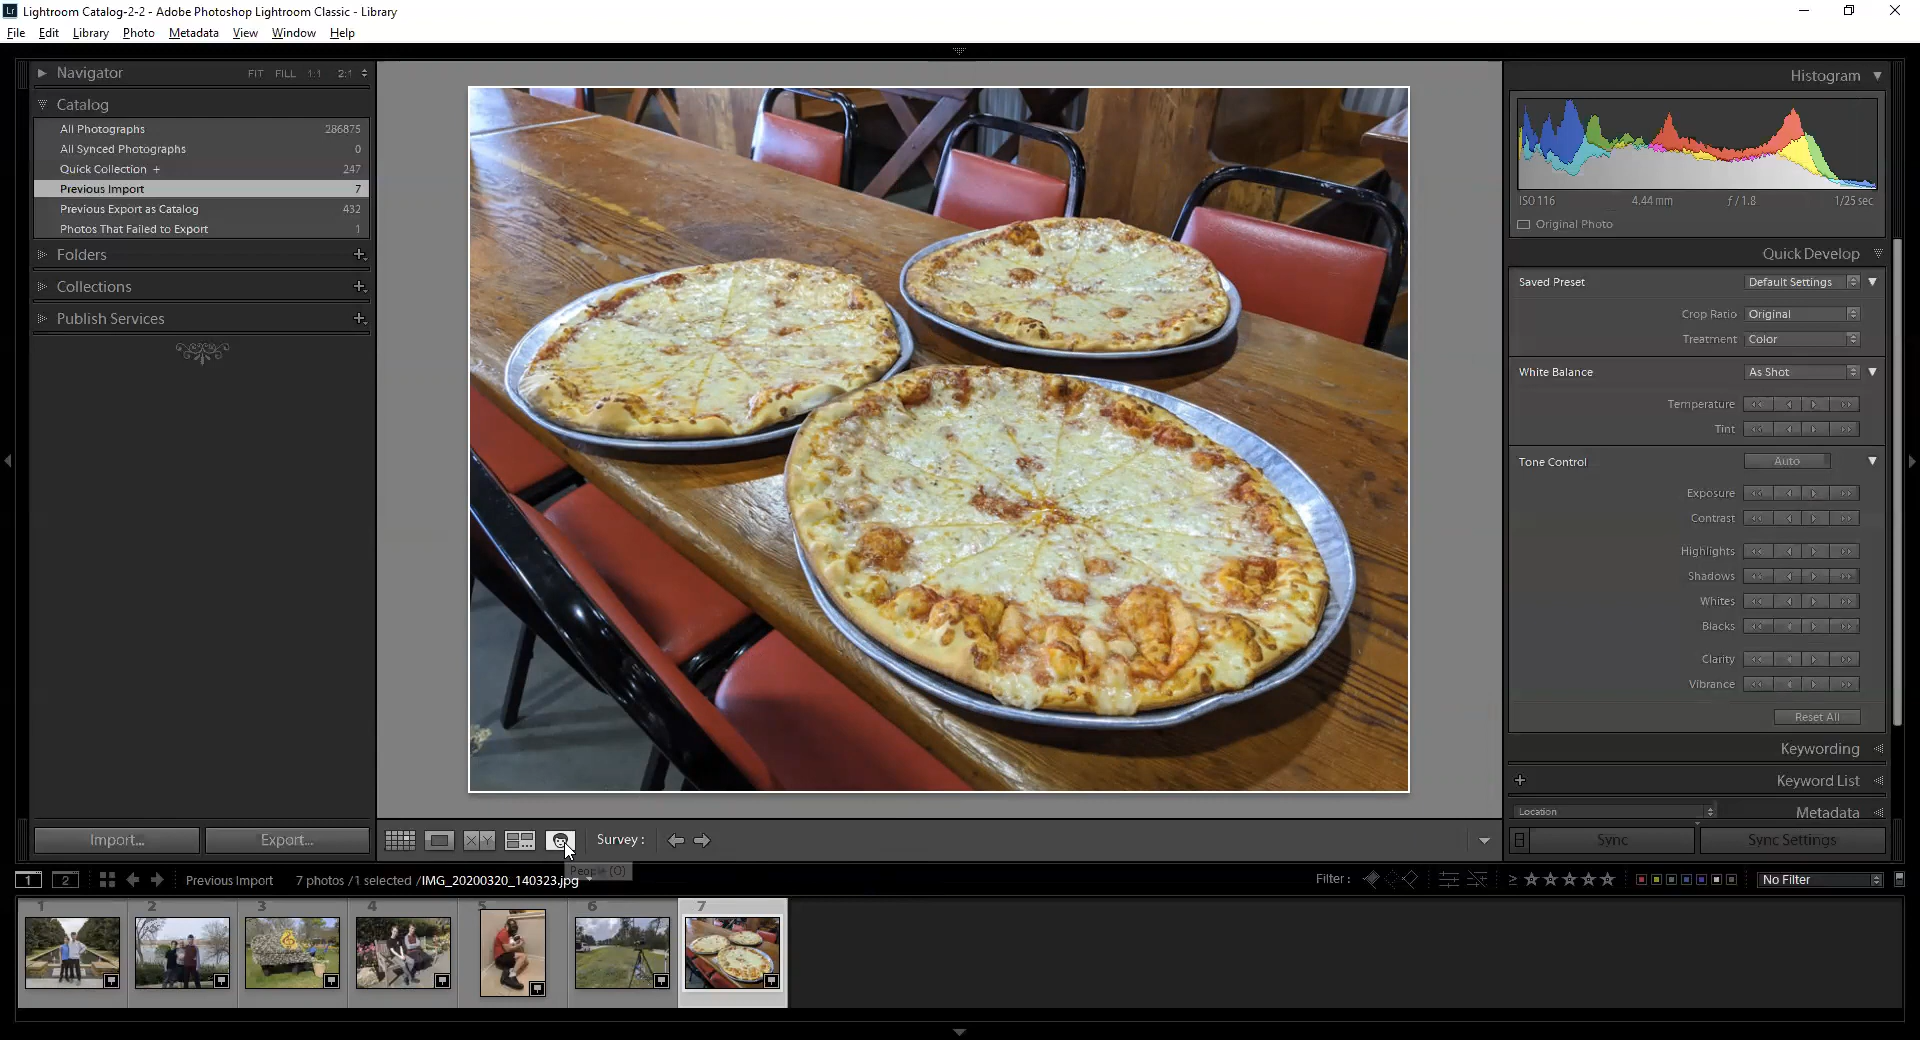 Lightroom Catalog-2-2 - Adobe Photoshop Lightroom Classic - Library
File Edit Library Photo Metadata View Window Help
Navigator FIT FILL 1:1 2:1
Catalog
All Photographs 286875
All Synced Photographs 0
Quick Collection + 247
Previous Import 7
Previous Export as Catalog 432
Photos That Failed to Export 1
Folders +
Collections +
Publish Services +
Import... Export...
Histogram
ISO 116 4.44 mm f / 1.8 1/25 sec
Original Photo
Quick Develop
Saved Preset Default Settings
Crop Ratio Original
Treatment Color
White Balance As Shot
Temperature
Tint
Tone Control Auto
Exposure
Contrast
Highlights
Shadows
Whites
Blacks
Clarity
Vibrance
Reset All
Keywording
+ Keyword List
Location Metadata
Sync Sync Settings
X Y Survey :
People (O)
1 2 Previous Import 7 photos / 1 selected / IMG_20200320_140323.jpg Filter : ≥ No Filter
1 2 3 4 5 6 7